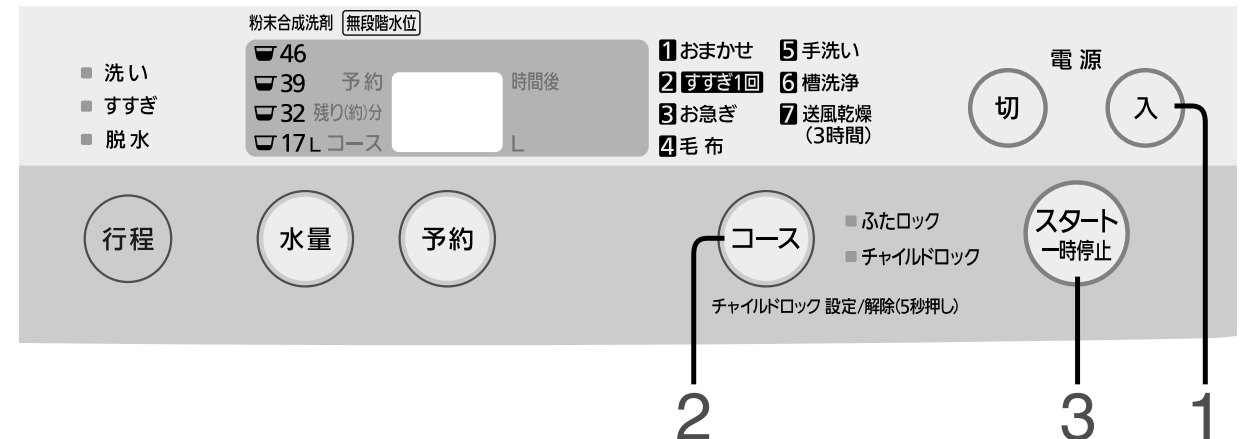 粉末合成洗剤 無段階水位
洗い
すすぎ
脱水
46
39 予約 時間後
32 残り(約)分
17L コース L
1 おまかせ
2 すすぎ1回
3 お急ぎ
4 毛布
5 手洗い
6 槽洗浄
7 送風乾燥
(3時間)
電源
切 入
行程
水量
予約
コース
ふたロック
チャイルドロック
チャイルドロック 設定/解除(5秒押し)
スタート
一時停止
2 3 1